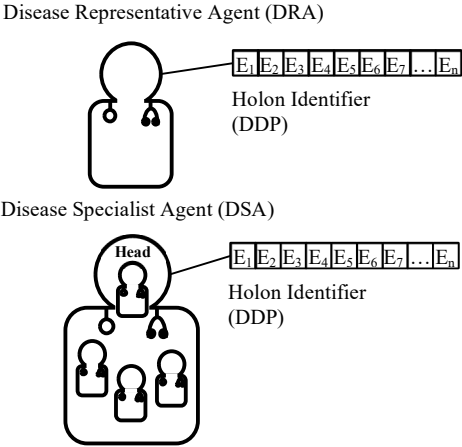 Disease Representative Agent (DRA)
E₁ E₂ E₃ E₄ E₅ E₆ E₇ ... Eₙ
Holon Identifier
(DDP)
Disease Specialist Agent (DSA)
Head
E₁ E₂ E₃ E₄ E₅ E₆ E₇ ... Eₙ
Holon Identifier
(DDP)